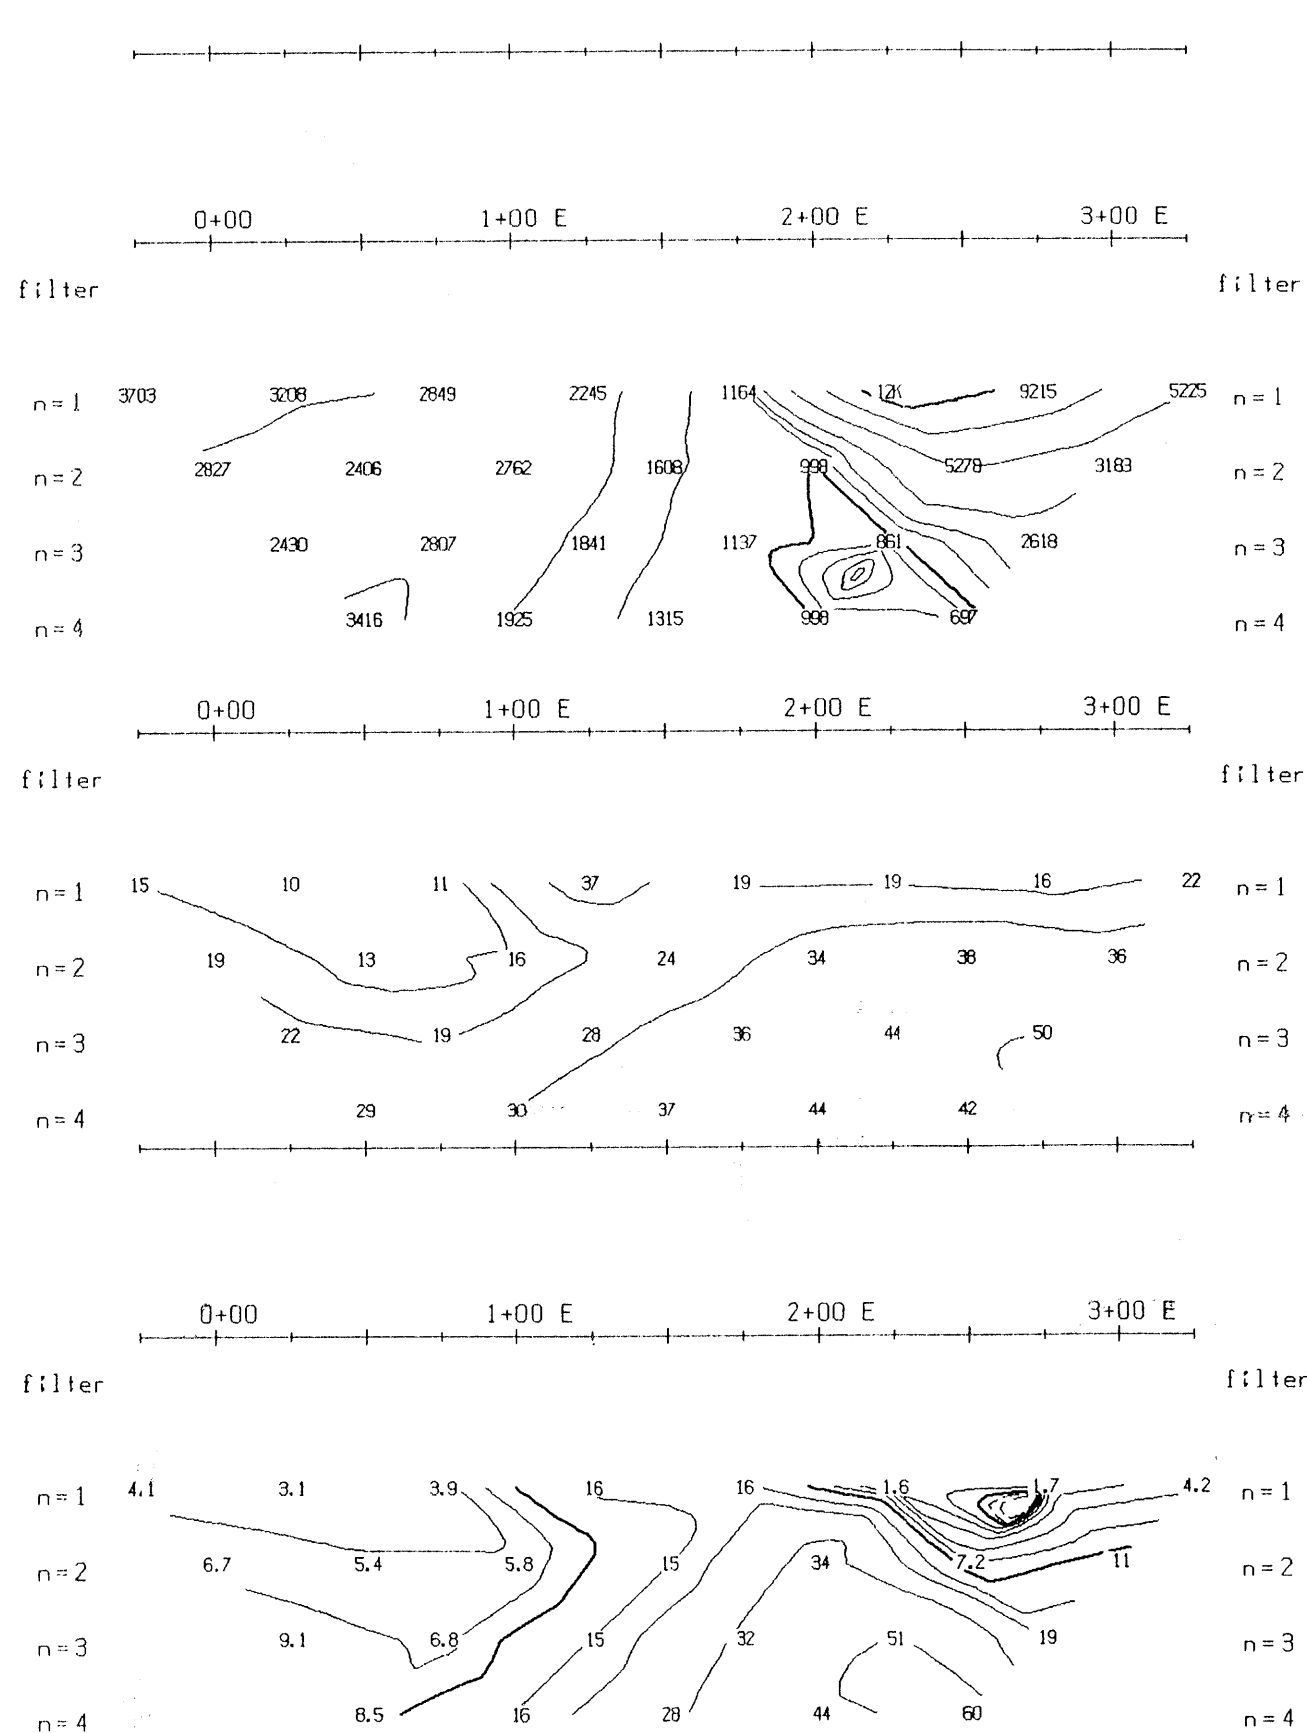 0+00 1+00 E 2+00 E 3+00 E
filter filter
n=1 3703 3208 2849 2245 1164 12K 9215 5225 n=1
n=2 2827 2406 2762 1608 998 5278 3183 n=2
n=3 2430 2807 1841 1137 861 2618 n=3
n=4 3416 1925 1315 998 697 n=4
0+00 1+00 E 2+00 E 3+00 E
filter filter
n=1 15 10 11 37 19 19 16 22 n=1
n=2 19 13 16 24 34 38 36 n=2
n=3 22 19 28 36 44 50 n=3
n=4 29 30 37 44 42 n=4
0+00 1+00 E 2+00 E 3+00 E
filter filter
n=1 4.1 3.1 3.9 16 16 1.6 1.7 4.2 n=1
n=2 6.7 5.4 5.8 15 34 7.2 11 n=2
n=3 9.1 6.8 15 32 51 19 n=3
n=4 8.5 16 28 44 60 n=4